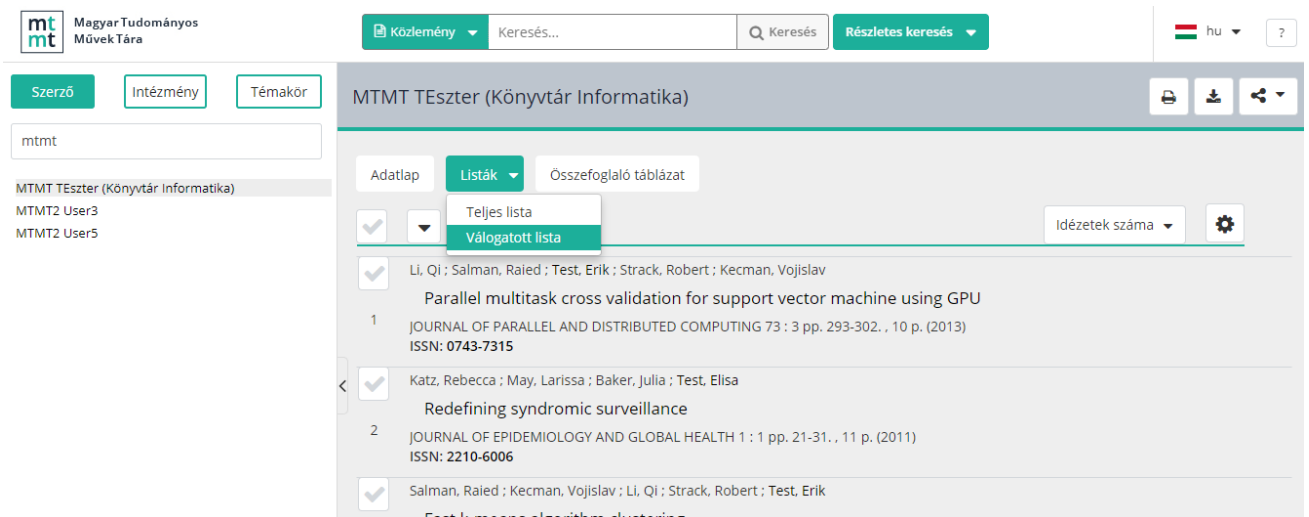 mt
mt
Magyar Tudományos
Művek Tára
Közlemény
Keresés...
Keresés
Részletes keresés
hu
?
Szerző
Intézmény
Témakör
mtmt
MTMT TEszter (Könyvtár Informatika)
MTMT2 User3
MTMT2 User5
MTMT TEszter (Könyvtár Informatika)
Adatlap
Listák
Összefoglaló táblázat
Teljes lista
Válogatott lista
Idézetek száma
Li, Qi ; Salman, Raied ; Test, Erik ; Strack, Robert ; Kecman, Vojislav
Parallel multitask cross validation for support vector machine using GPU
1
JOURNAL OF PARALLEL AND DISTRIBUTED COMPUTING 73 : 3 pp. 293-302. , 10 p. (2013)
ISSN: 0743-7315
Katz, Rebecca ; May, Larissa ; Baker, Julia ; Test, Elisa
Redefining syndromic surveillance
2
JOURNAL OF EPIDEMIOLOGY AND GLOBAL HEALTH 1 : 1 pp. 21-31. , 11 p. (2011)
ISSN: 2210-6006
Salman, Raied ; Kecman, Vojislav ; Li, Qi ; Strack, Robert ; Test, Erik
Fast k-means algorithm clustering